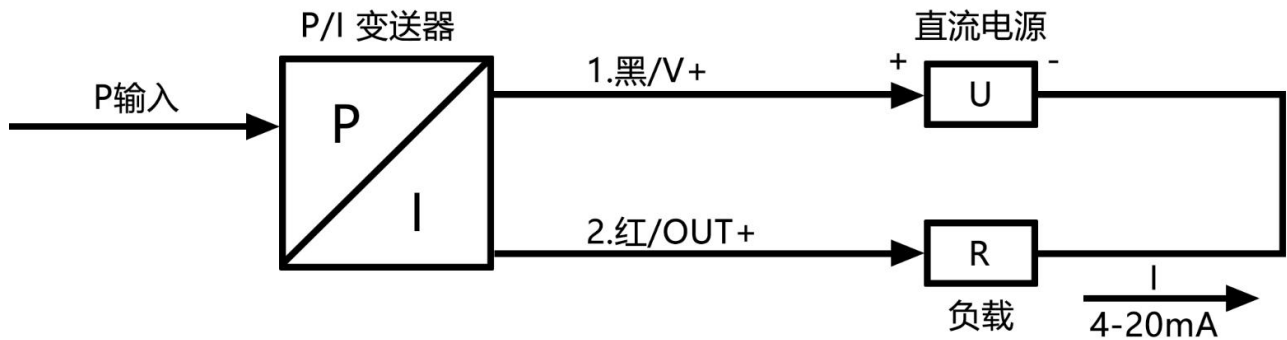 P/I 变送器
直流电源
P输入
P
I
1.黑/V+
+
U
-
2.红/OUT+
R
负载
I
4-20mA